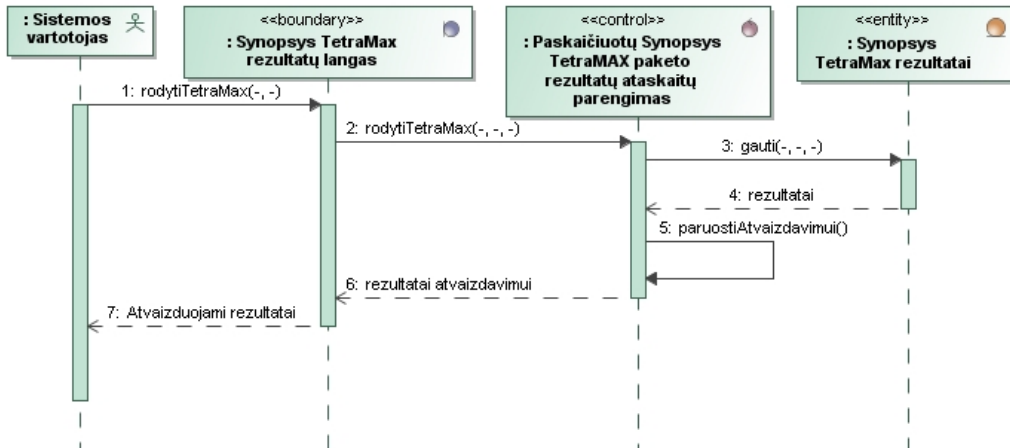 : Sistemos
vartotojas
<<boundary>>
: Synopsys TetraMax
rezultatų langas
<<control>>
: Paskaičiuotų Synopsys
TetraMAX paketo
rezultatų ataskaitų
parengimas
<<entity>>
: Synopsys
TetraMax rezultatai
1: rodytiTetraMax(-, -)
2: rodytiTetraMax(-, -, -)
3: gauti(-, -, -)
4: rezultatai
5: paruostiAtvaizdavimui()
6: rezultatai atvaizdavimui
7: Atvaizduojami rezultatai